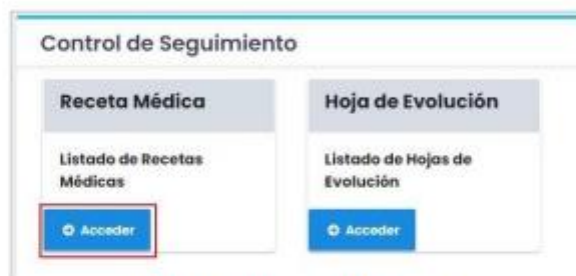 Control de Seguimiento
Receta Médica
Listado de Recetas
Médicas
Acceder
Hoja de Evolución
Listado de Hojas de
Evolución
Acceder